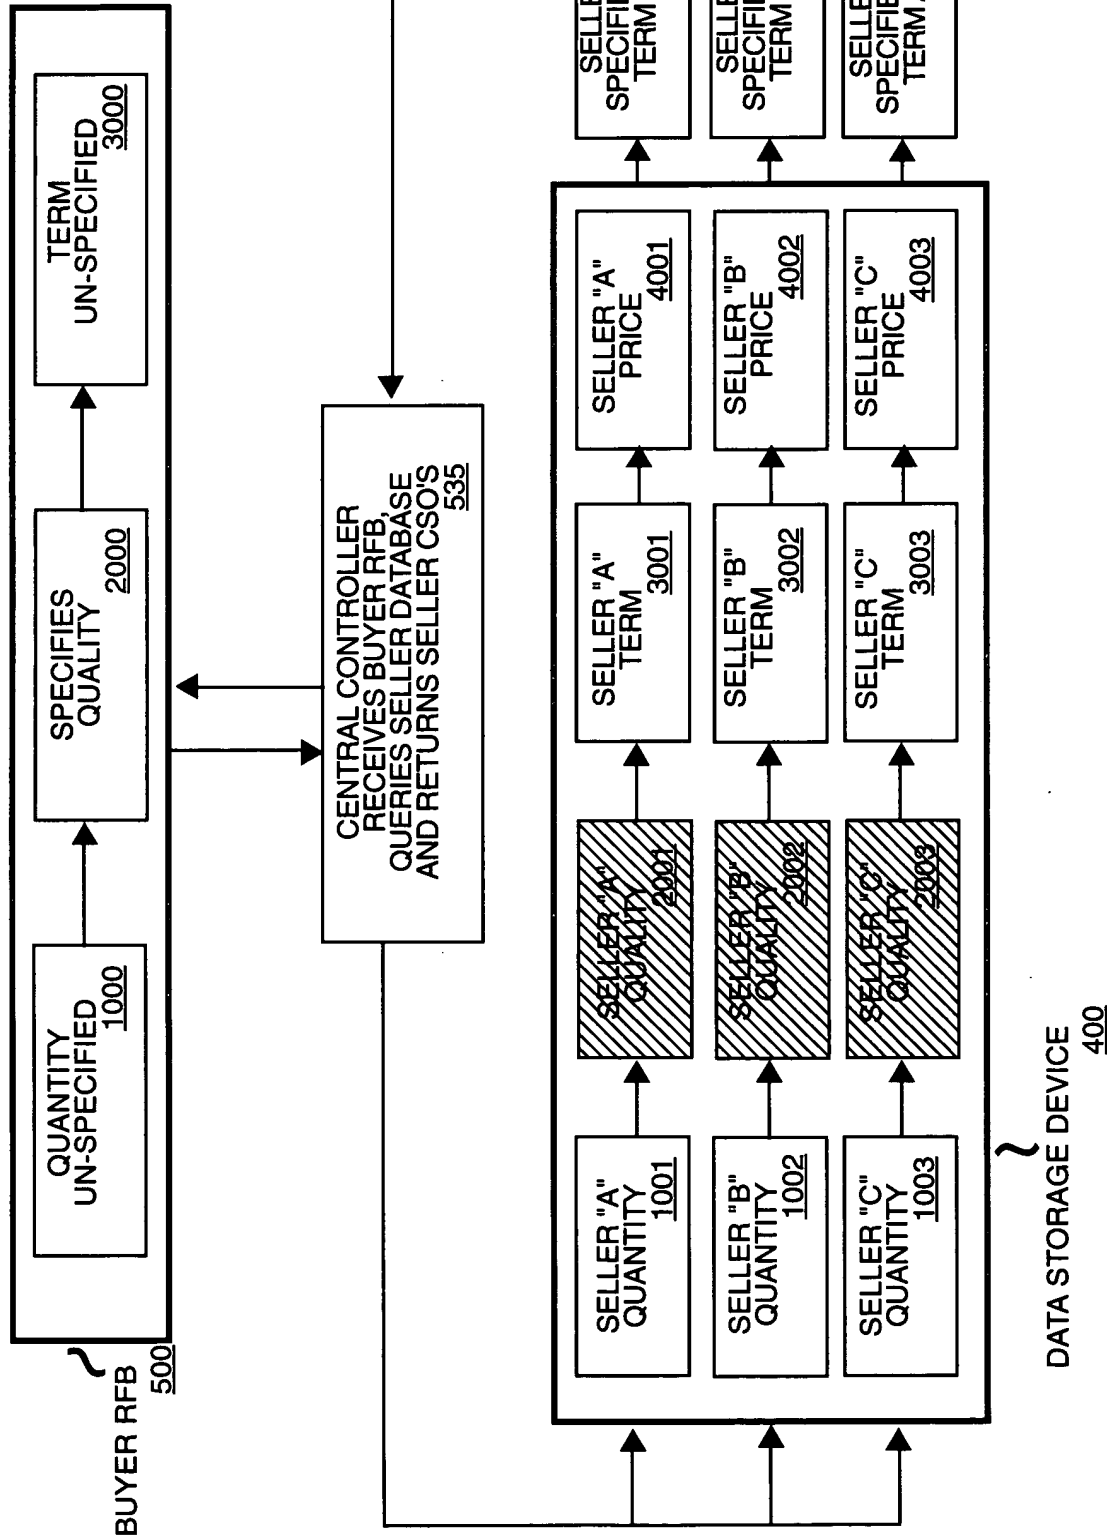 BUYER RFB
500
QUANTITY
UN-SPECIFIED
1000
SPECIFIES
QUALITY
2000
TERM
UN-SPECIFIED
3000
CENTRAL CONTROLLER
RECEIVES BUYER RFB,
QUERIES SELLER DATABASE
AND RETURNS SELLER CSO'S
535
SELLER "A"
QUANTITY
1001
SELLER "A"
QUALITY
2001
SELLER "A"
TERM
3001
SELLER "A"
PRICE
4001
SELLER "B"
QUANTITY
1002
SELLER "B"
QUALITY
2002
SELLER "B"
TERM
3002
SELLER "B"
PRICE
4002
SELLER "C"
QUANTITY
1003
SELLER "C"
QUALITY
2003
SELLER "C"
TERM
3003
SELLER "C"
PRICE
4003
TERM
TERM
TERM
DATA STORAGE DEVICE
400